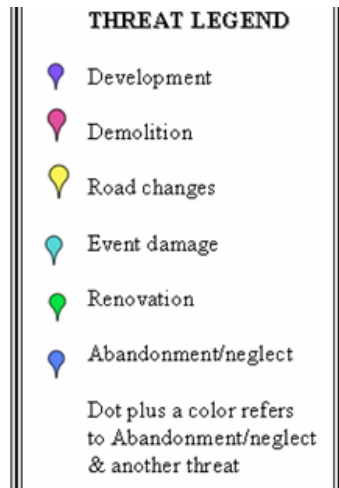 THREAT LEGEND
Development
Demolition
Road changes
Event damage
Renovation
Abandonment/neglect
Dot plus a color refers
to Abandonment/neglect
& another threat